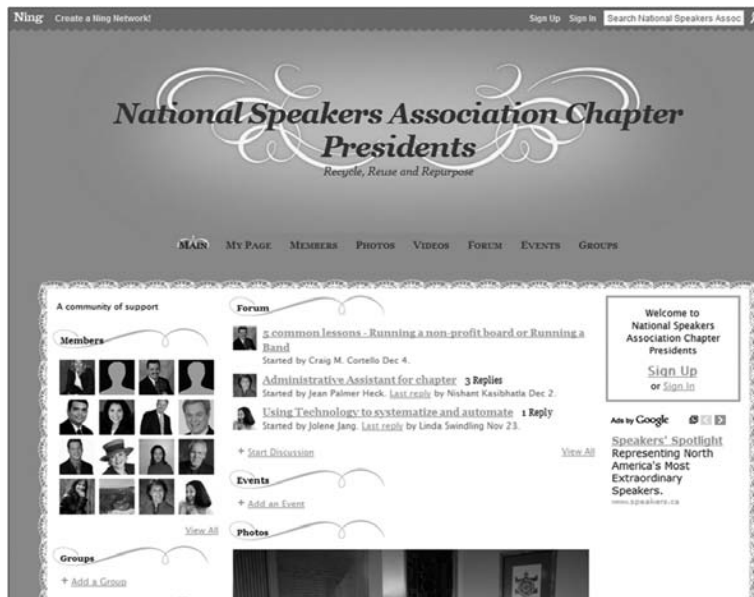 Ning Create a Ning Network!
Sign Up Sign In Search National Speakers Assoc
National Speakers Association Chapter
Presidents
Recycle, Reuse and Repurpose
MAIN MY PAGE MEMBERS PHOTOS VIDEOS FORUM EVENTS GROUPS
A community of support
Members
View All
Groups
+ Add a Group
Forum
5 common lessons - Running a non-profit board or Running a
Band
Started by Craig M. Cortello Dec 4.
Administrative Assistant for chapter 3 Replies
Started by Jean Palmer Heck. Last reply by Nishant Kasibhatla Dec 2.
Using Technology to systematize and automate 1 Reply
Started by Jolene Jang. Last reply by Linda Swindling Nov 23.
+ Start Discussion View All
Events
+ Add an Event
Photos
Welcome to
National Speakers
Association Chapter
Presidents
Sign Up
or Sign In
Ads by Google
Speakers' Spotlight
Representing North
America's Most
Extraordinary
Speakers.
www.speakers.ca